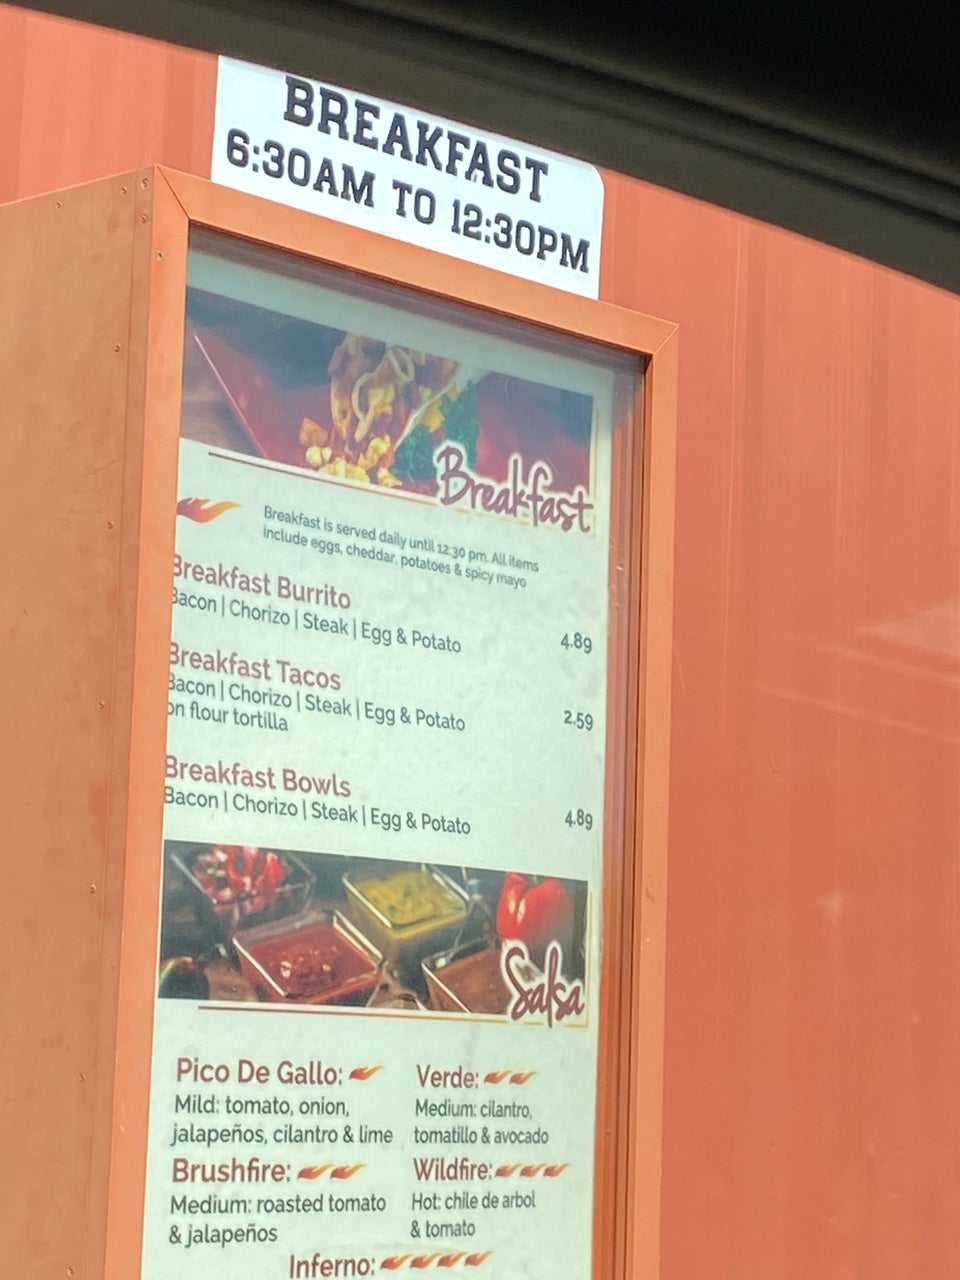 BREAKFAST
6:30AM TO 12:30PM
Breakfast
Breakfast is served daily until 12:30 pm. All items
include eggs, cheddar, potatoes & spicy mayo
Breakfast Burrito
Bacon | Chorizo | Steak | Egg & Potato 4.89
Breakfast Tacos
Bacon | Chorizo | Steak | Egg & Potato 2.59
on flour tortilla
Breakfast Bowls
Bacon | Chorizo | Steak | Egg & Potato 4.89
Salsa
Pico De Gallo:
Mild: tomato, onion,
jalapeños, cilantro & lime
Verde:
Medium: cilantro,
tomatillo & avocado
Brushfire:
Medium: roasted tomato
& jalapeños
Wildfire:
Hot: chile de arbol
& tomato
Inferno: